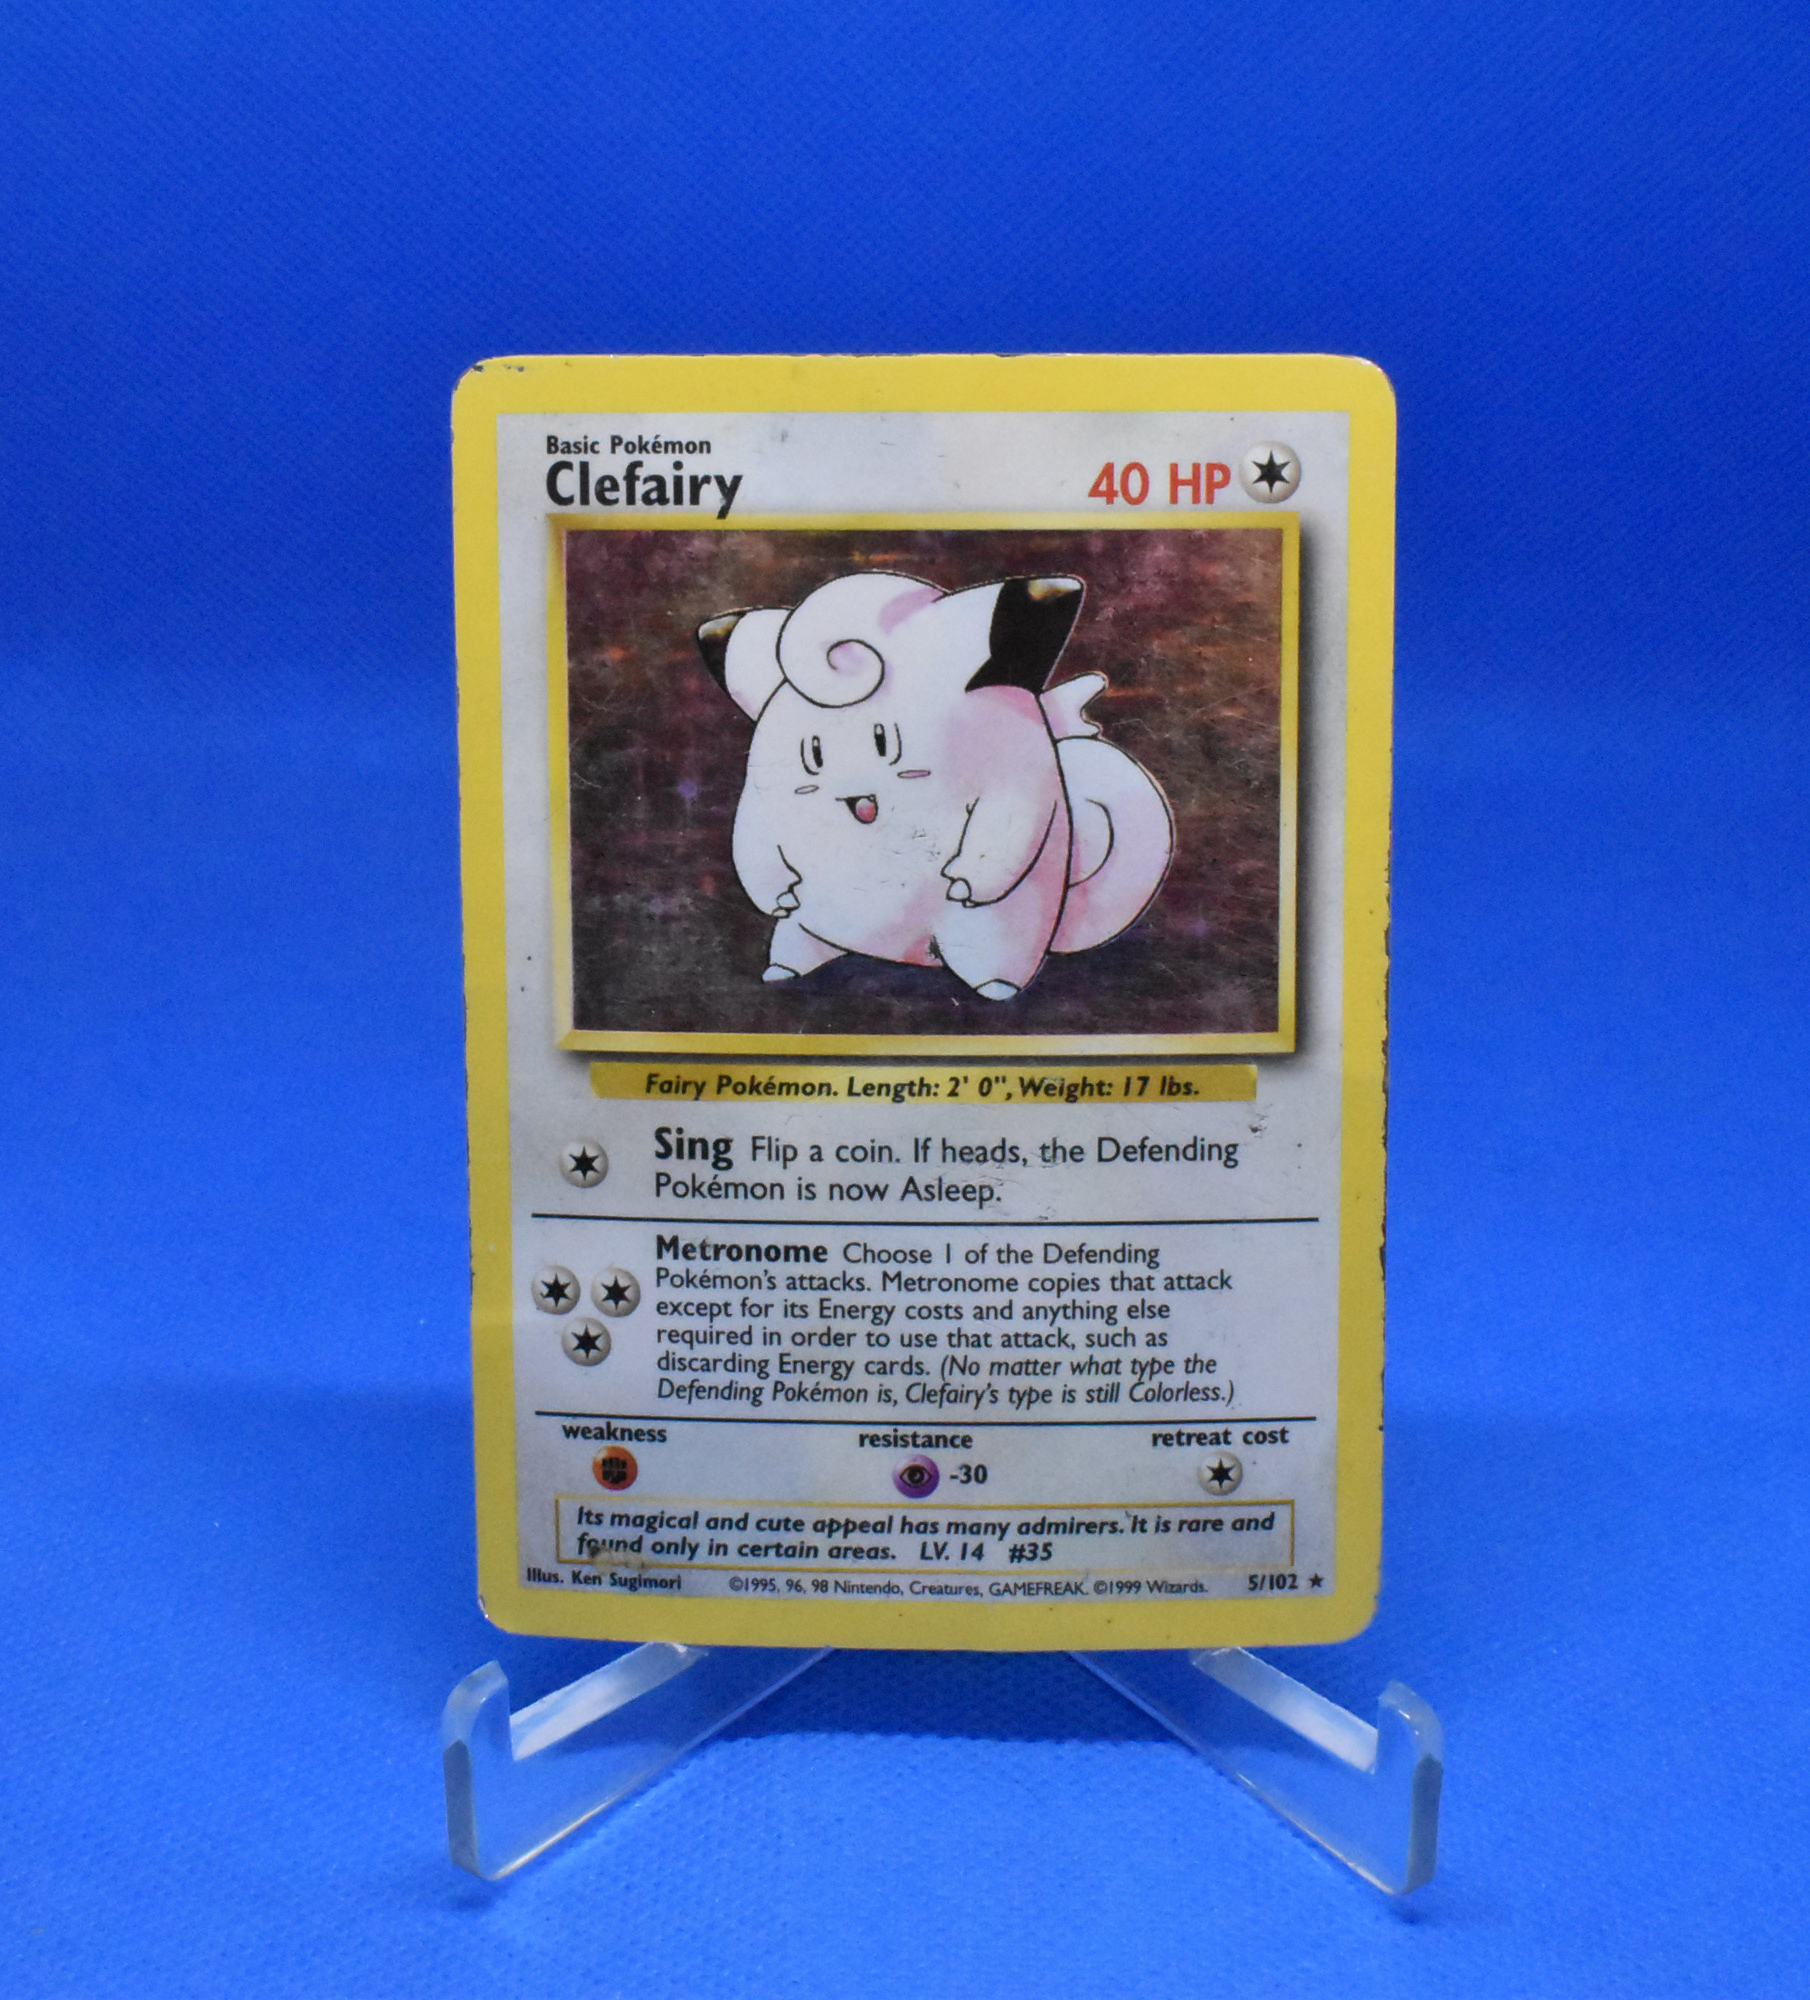 Basic Pokémon
Clefairy
40 HP
Fairy Pokémon. Length: 2' 0", Weight: 17 lbs.
Sing Flip a coin. If heads, the Defending
Pokémon is now Asleep.
Metronome Choose 1 of the Defending
Pokémon's attacks. Metronome copies that attack
except for its Energy costs and anything else
required in order to use that attack, such as
discarding Energy cards. (No matter what type the
Defending Pokémon is, Clefairy's type is still Colorless.)
weakness
resistance
retreat cost
-30
Its magical and cute appeal has many admirers. It is rare and
found only in certain areas. LV. 14 #35
Illus. Ken Sugimori
©1995, 96, 98 Nintendo, Creatures, GAMEFREAK. ©1999 Wizards.
5/102 ★